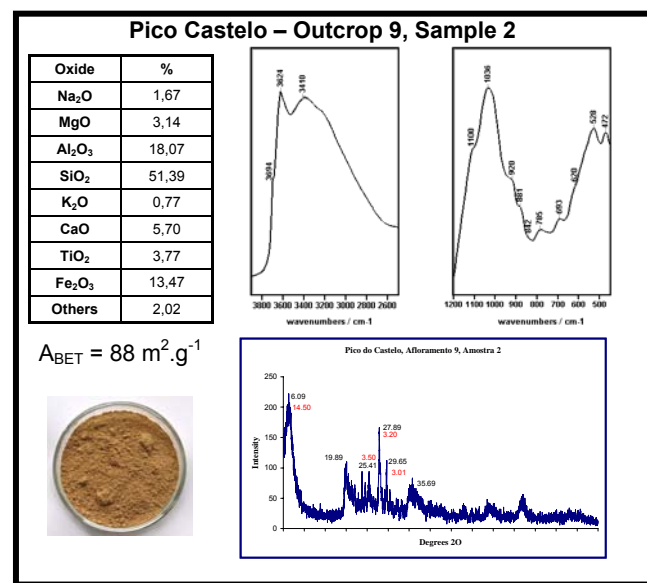 Pico Castelo – Outcrop 9, Sample 2
Oxide %
Na₂O 1,67
MgO 3,14
Al₂O₃ 18,07
SiO₂ 51,39
K₂O 0,77
CaO 5,70
TiO₂ 3,77
Fe₂O₃ 13,47
Others 2,02
3624
3410
3694
3800 3600 3400 3200 3000 2800 2600
wavenumbers / cm-1
1036
1100
920
881
842
785
693
620
528
472
1200 1100 1000 900 800 700 600 500
wavenumbers / cm-1
A_BET = 88 m².g⁻¹
Pico do Castelo, Afloramento 9, Amostra 2
Intensity
250
200
150
100
50
0
6.09
14.50
19.89
3.50
25.41
27.89
3.20
29.65
3.01
35.69
Degrees 2O